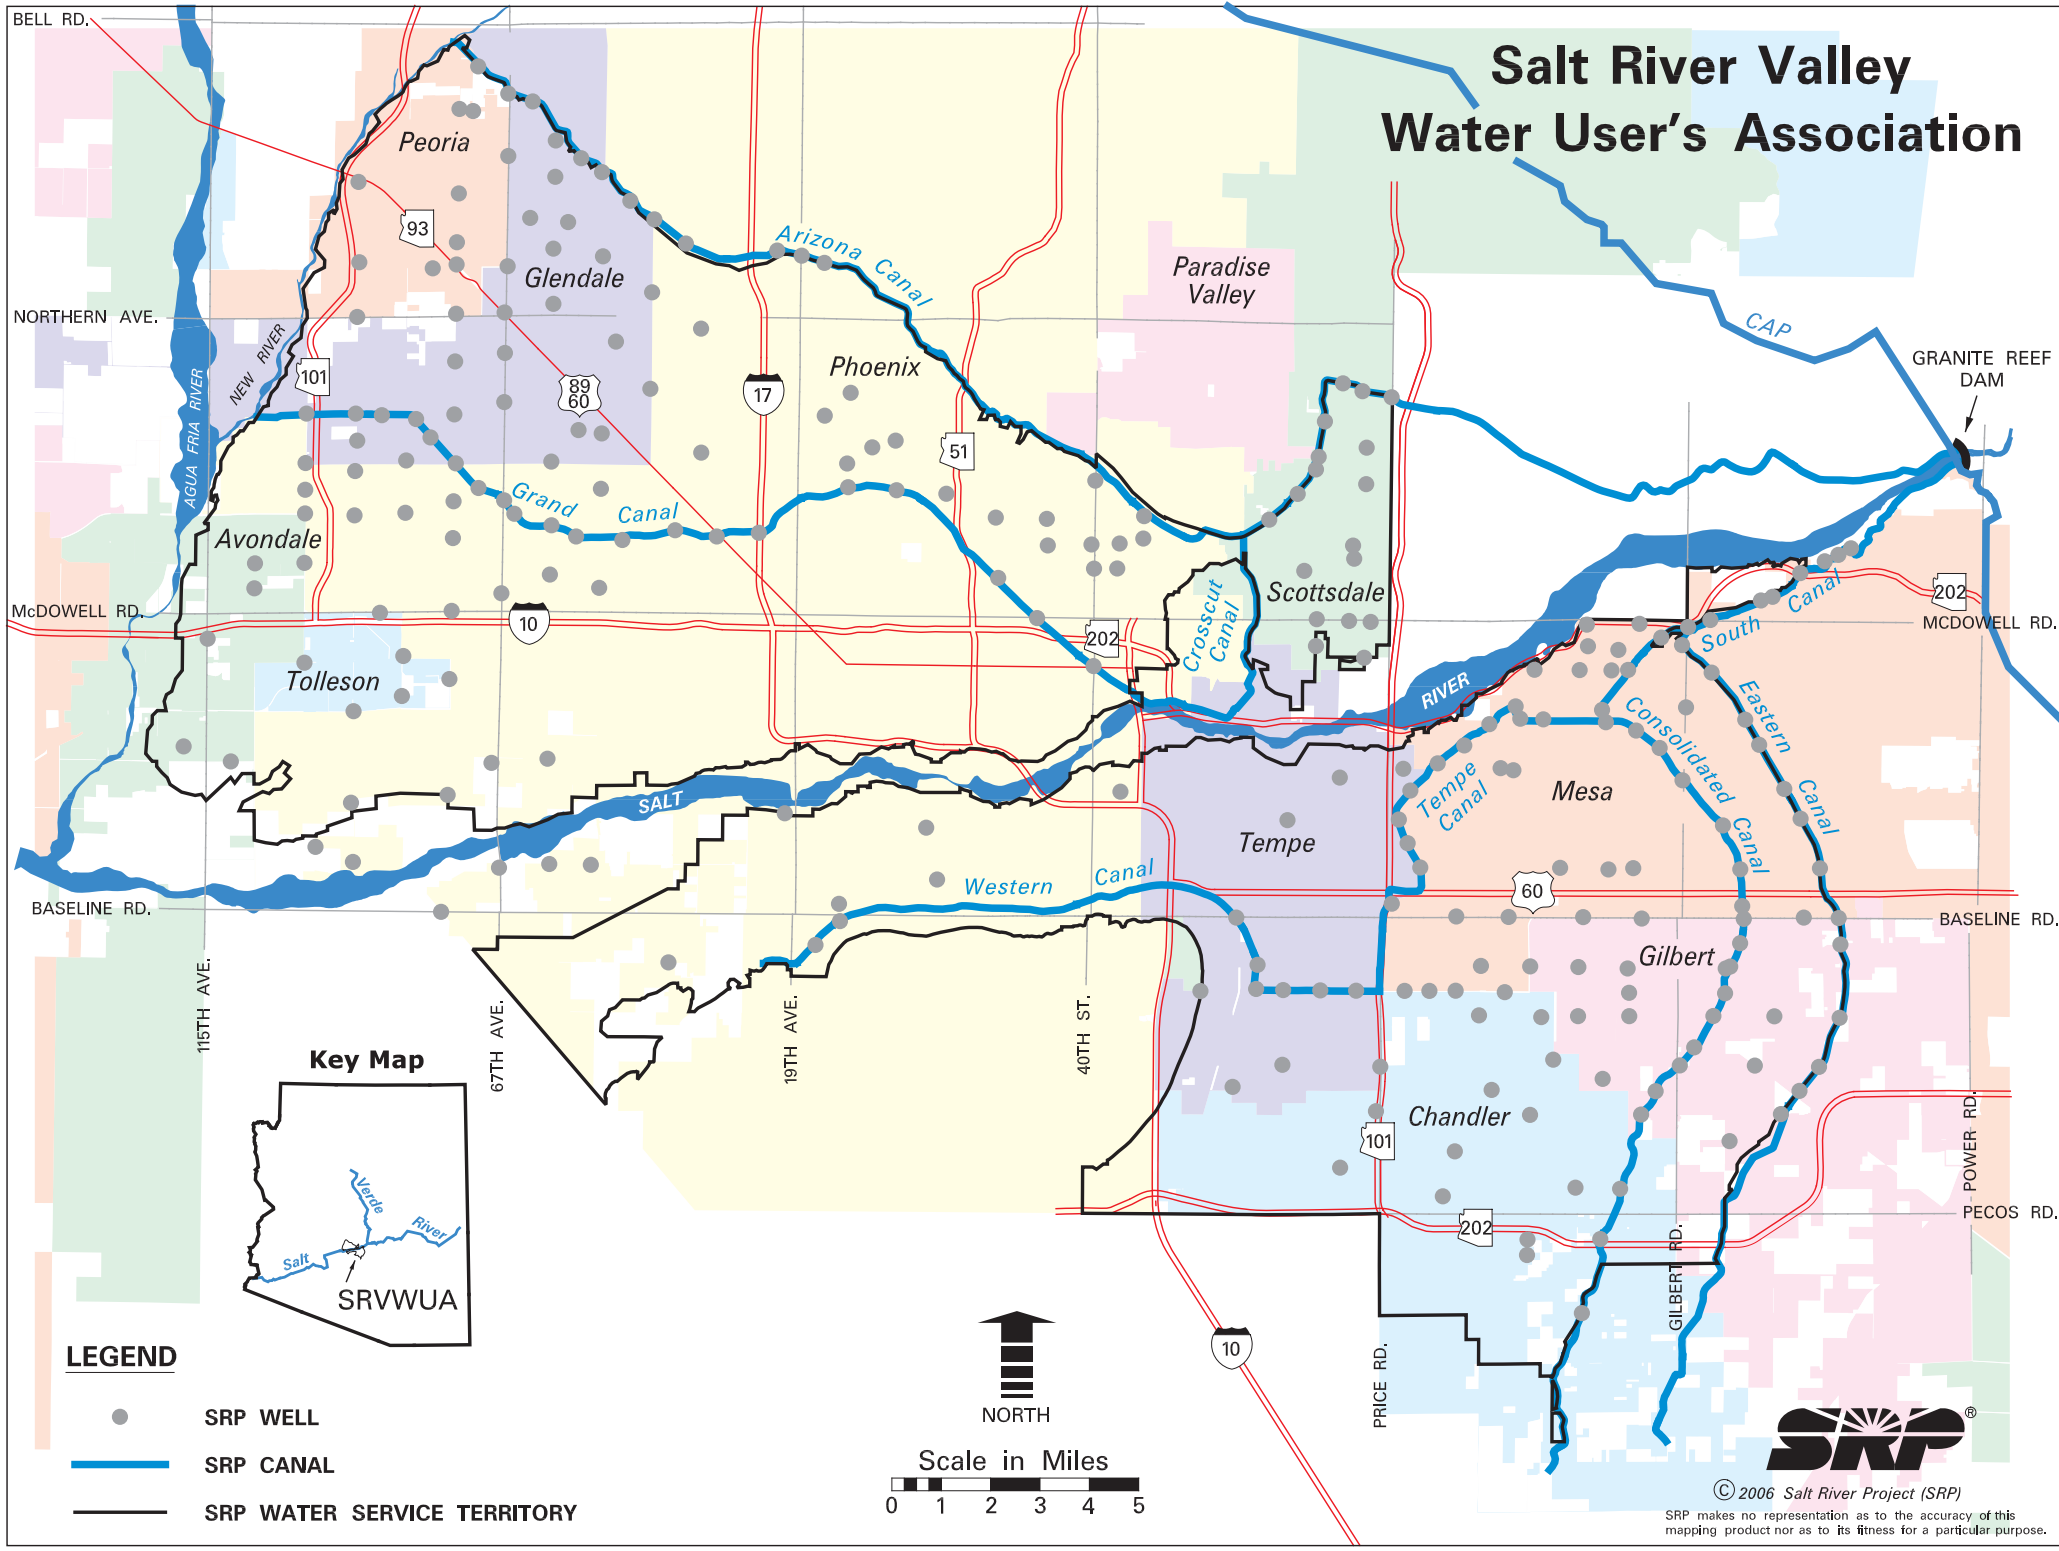 BELL RD.
Salt River Valley
Water User's Association
Peoria
93
Arizona Canal
Glendale
Paradise
Valley
NORTHERN AVE.
CAP
NEW RIVER
GRANITE REEF
DAM
101
89
60
17
Phoenix
AGUA FRIA RIVER
51
Grand Canal
Avondale
Scottsdale
Crosscut
Canal
McDOWELL RD.
10
202
202
South Canal
MCDOWELL RD.
Tolleson
RIVER
Eastern Canal
Consolidated Canal
Tempe
Canal
Mesa
SALT
Tempe
Western Canal
60
BASELINE RD.
BASELINE RD.
Gilbert
115TH AVE.
67TH AVE.
19TH AVE.
40TH ST.
Key Map
Chandler
101
POWER RD.
Verde
River
Salt
SRVWUA
202
PECOS RD.
GILBERT RD.
PRICE RD.
10
LEGEND
SRP WELL
SRP CANAL
SRP WATER SERVICE TERRITORY
NORTH
Scale in Miles
0 1 2 3 4 5
SRP®
© 2006 Salt River Project (SRP)
SRP makes no representation as to the accuracy of this
mapping product nor as to its fitness for a particular purpose.